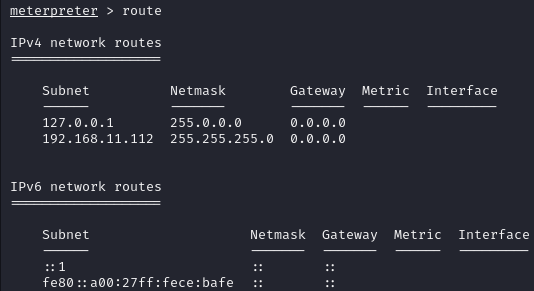 meterpreter > route
IPv4 network routes
Subnet Netmask Gateway Metric Interface
127.0.0.1 255.0.0.0 0.0.0.0
192.168.11.112 255.255.255.0 0.0.0.0
IPv6 network routes
Subnet Netmask Gateway Metric Interface
::1 :: ::
fe80::a00:27ff:fece:bafe :: ::